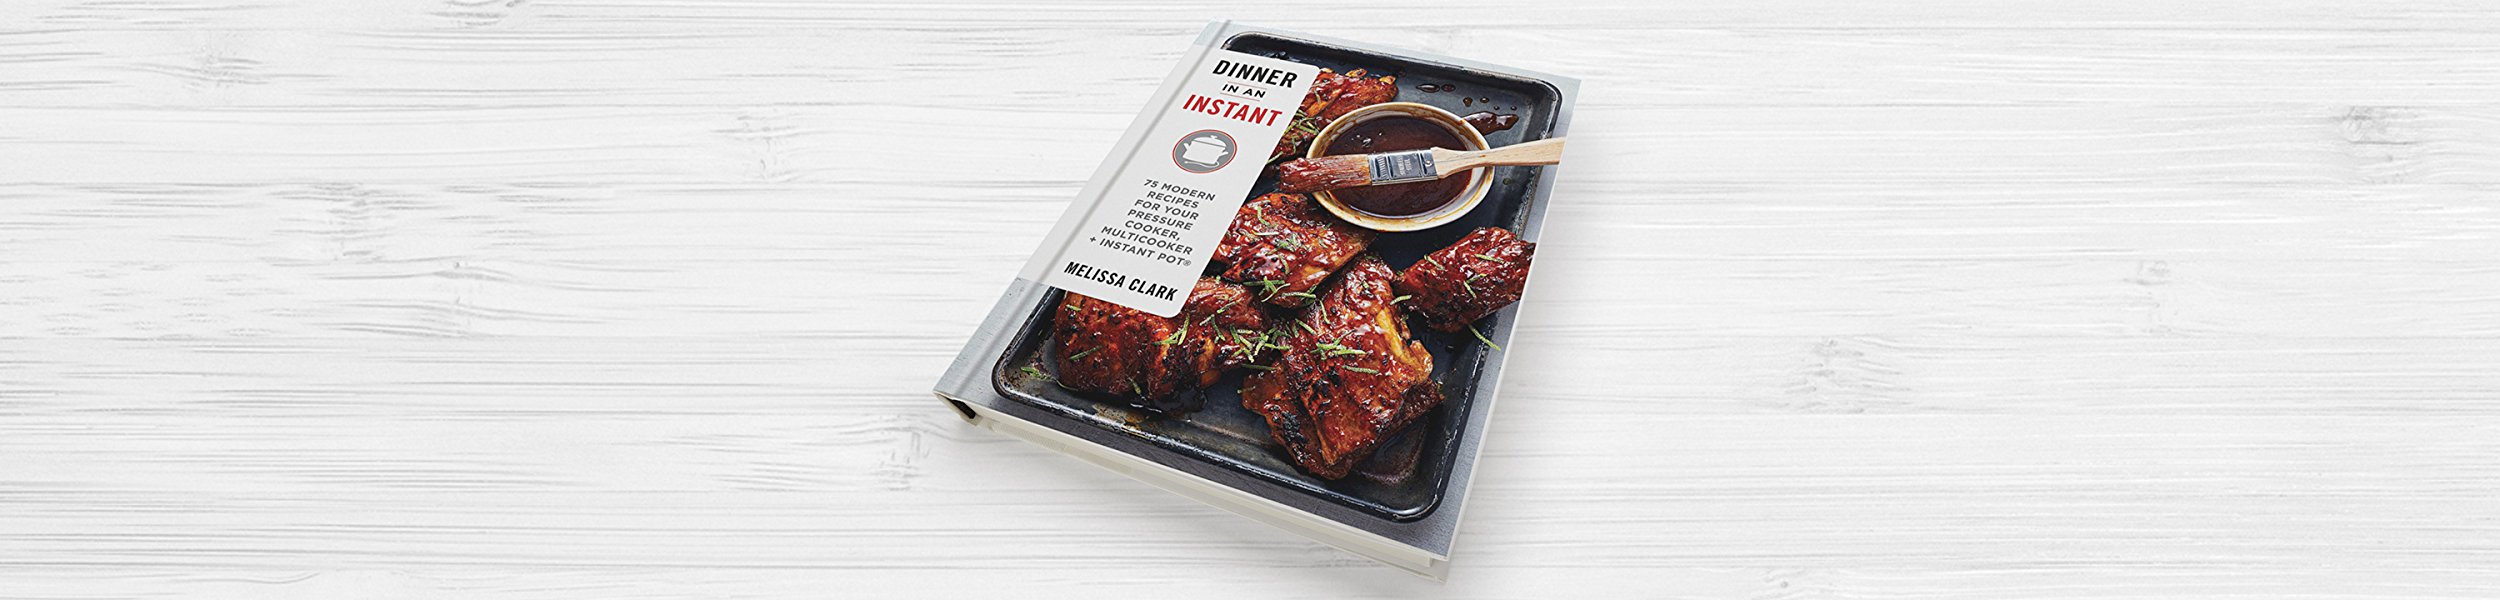 DINNER
IN AN
INSTANT
75 MODERN
RECIPES
FOR YOUR
PRESSURE
COOKER,
MULTICOOKER
+ INSTANT POT®
MELISSA CLARK